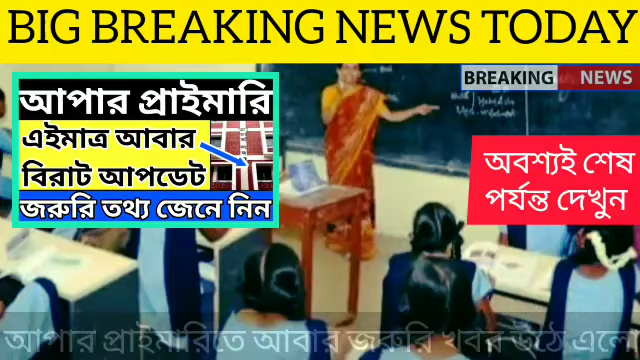 BIG BREAKING NEWS TODAY
BREAKING NEWS
আপার প্রাইমারি
এইমাত্র আবার
বিরাট আপডেট
জরুরি তথ্য জেনে নিন
অবশ্যই শেষ
পর্যন্ত দেখুন
আপার প্রাইমারিতে আবার জরুরি খবর উঠে এলো